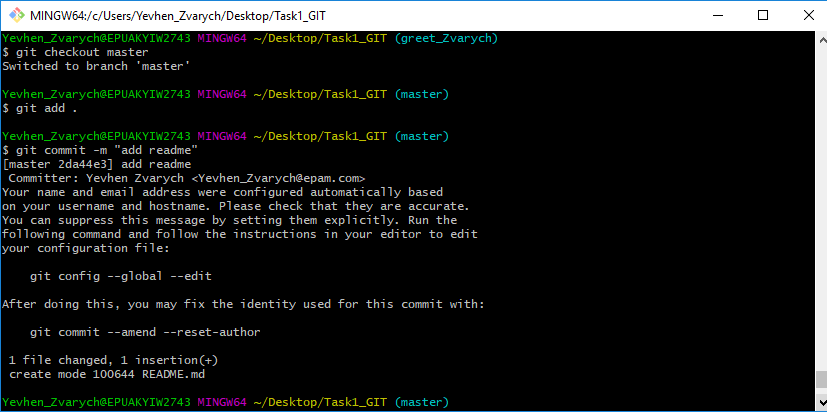 MINGW64:/c/Users/Yevhen_Zvarych/Desktop/Task1_GIT
Yevhen_Zvarych@EPUAKYIW2743 MINGW64 ~/Desktop/Task1_GIT (greet_Zvarych)
$ git checkout master
Switched to branch 'master'
Yevhen_Zvarych@EPUAKYIW2743 MINGW64 ~/Desktop/Task1_GIT (master)
$ git add .
Yevhen_Zvarych@EPUAKYIW2743 MINGW64 ~/Desktop/Task1_GIT (master)
$ git commit -m "add readme"
[master 2da44e3] add readme
 Committer: Yevhen Zvarych <Yevhen_Zvarych@epam.com>
Your name and email address were configured automatically based
on your username and hostname. Please check that they are accurate.
You can suppress this message by setting them explicitly. Run the
following command and follow the instructions in your editor to edit
your configuration file:
    git config --global --edit
After doing this, you may fix the identity used for this commit with:
    git commit --amend --reset-author
 1 file changed, 1 insertion(+)
 create mode 100644 README.md
Yevhen_Zvarych@EPUAKYIW2743 MINGW64 ~/Desktop/Task1_GIT (master)